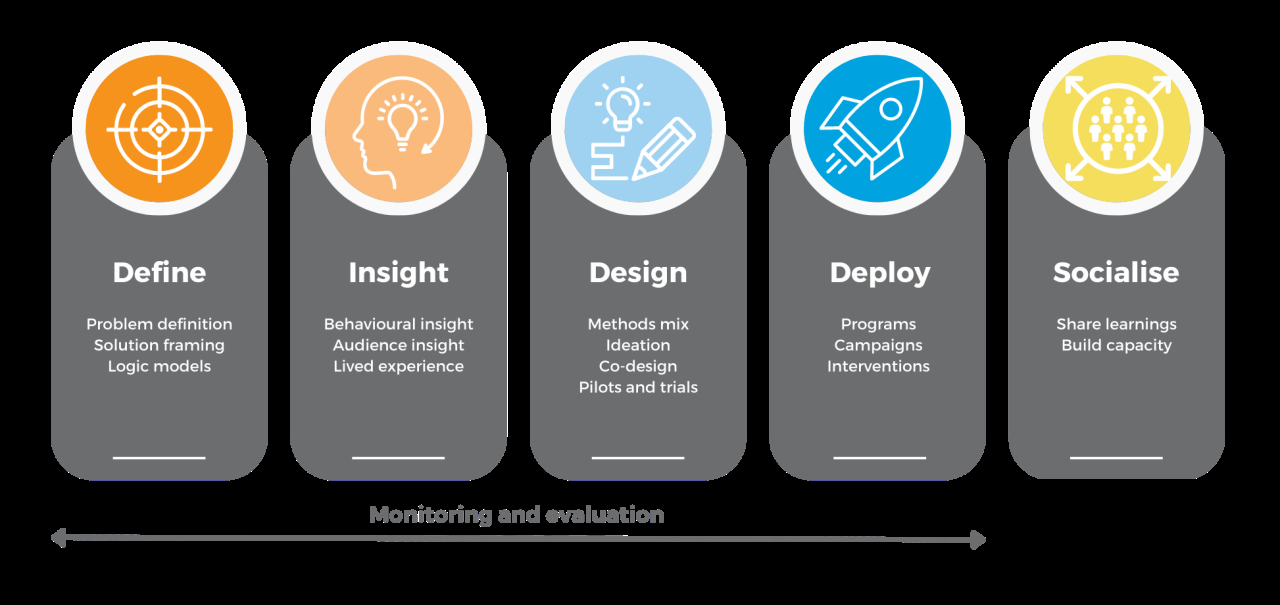 Define
Problem definition
Solution framing
Logic models
Insight
Behavioural insight
Audience insight
Lived experience
Design
Methods mix
Ideation
Co-design
Pilots and trials
Deploy
Programs
Campaigns
Interventions
Socialise
Share learnings
Build capacity
Monitoring and evaluation